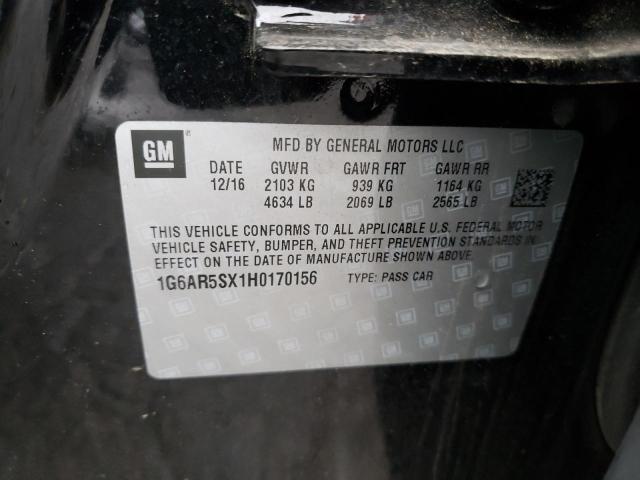 GM
MFD BY GENERAL MOTORS LLC
DATE GVWR GAWR FRT GAWR RR
12/16 2103 KG 939 KG 1164 KG
4634 LB 2069 LB 2565 LB
THIS VEHICLE CONFORMS TO ALL APPLICABLE U.S. FEDERAL MOTOR
VEHICLE SAFETY, BUMPER, AND THEFT PREVENTION STANDARDS IN
EFFECT ON THE DATE OF MANUFACTURE SHOWN ABOVE.
1G6AR5SX1H0170156 TYPE: PASS CAR